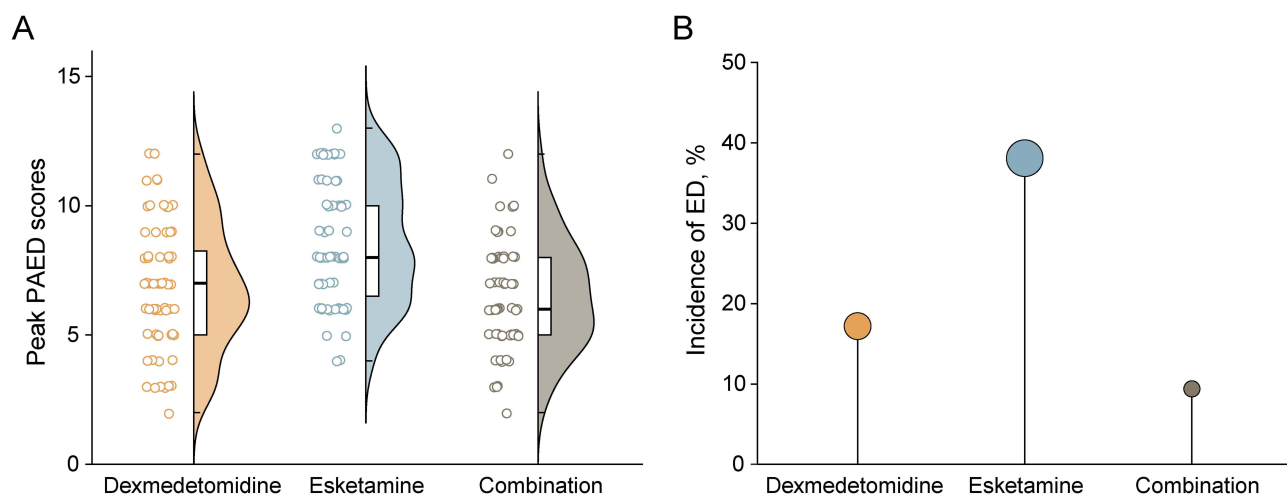 A
Peak PAED scores
15
10
5
0
Dexmedetomidine Esketamine Combination
B
Incidence of ED, %
50
40
30
20
10
0
Dexmedetomidine Esketamine Combination